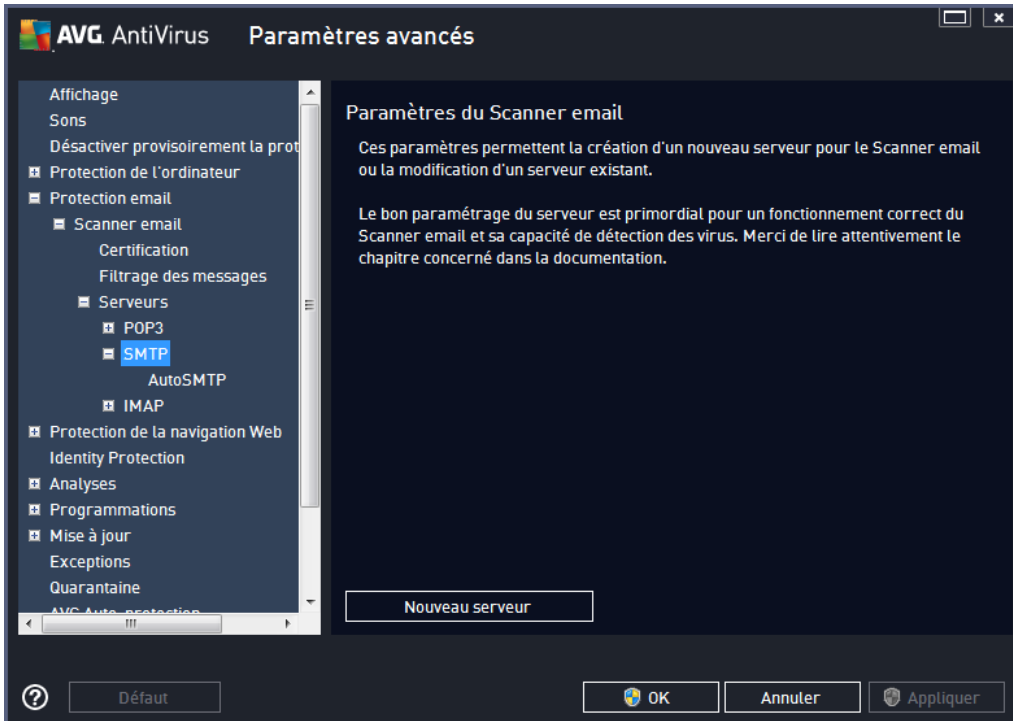 AVG. AntiVirus Paramètres avancés
Affichage
Sons
Désactiver provisoirement la prot
Protection de l'ordinateur
Protection email
Scanner email
Certification
Filtrage des messages
Serveurs
POP3
SMTP
AutoSMTP
IMAP
Protection de la navigation Web
Identity Protection
Analyses
Programmations
Mise à jour
Exceptions
Quarantaine
AVG Auto-protection
Paramètres du Scanner email
Ces paramètres permettent la création d'un nouveau serveur pour le Scanner email
ou la modification d'un serveur existant.
Le bon paramétrage du serveur est primordial pour un fonctionnement correct du
Scanner email et sa capacité de détection des virus. Merci de lire attentivement le
chapitre concerné dans la documentation.
Nouveau serveur
? Défaut OK Annuler Appliquer